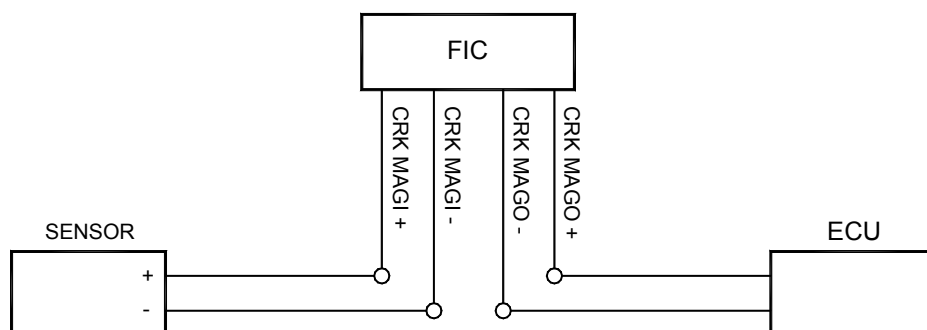 FIC
CRK MAGI +
CRK MAGI -
CRK MAGO -
CRK MAGO +
SENSOR
ECU
+
-